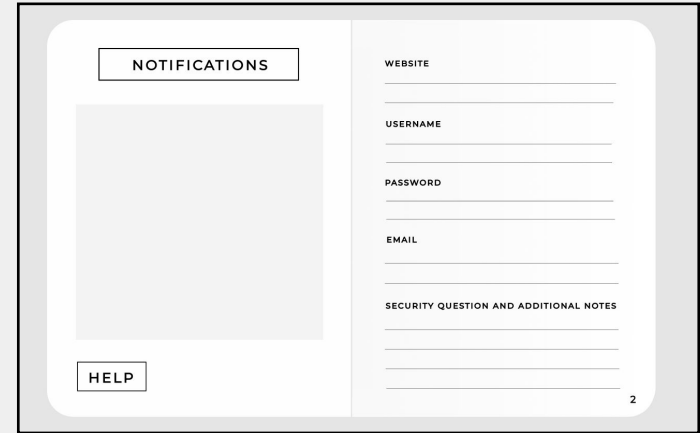 NOTIFICATIONS
HELP
WEBSITE
USERNAME
PASSWORD
EMAIL
SECURITY QUESTION AND ADDITIONAL NOTES
2